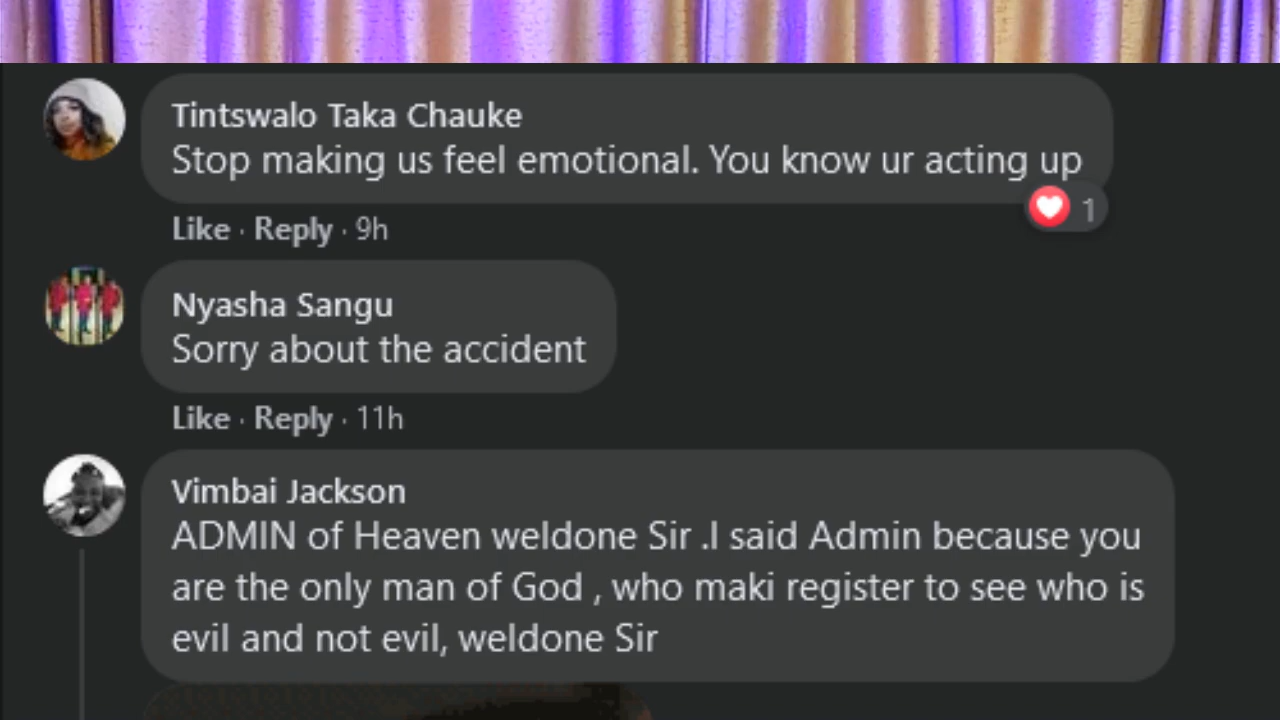 Tintswalo Taka Chauke
Stop making us feel emotional. You know ur acting up
1
Like · Reply · 9h
Nyasha Sangu
Sorry about the accident
Like · Reply · 11h
Vimbai Jackson
ADMIN of Heaven weldone Sir .I said Admin because you
are the only man of God , who maki register to see who is
evil and not evil, weldone Sir